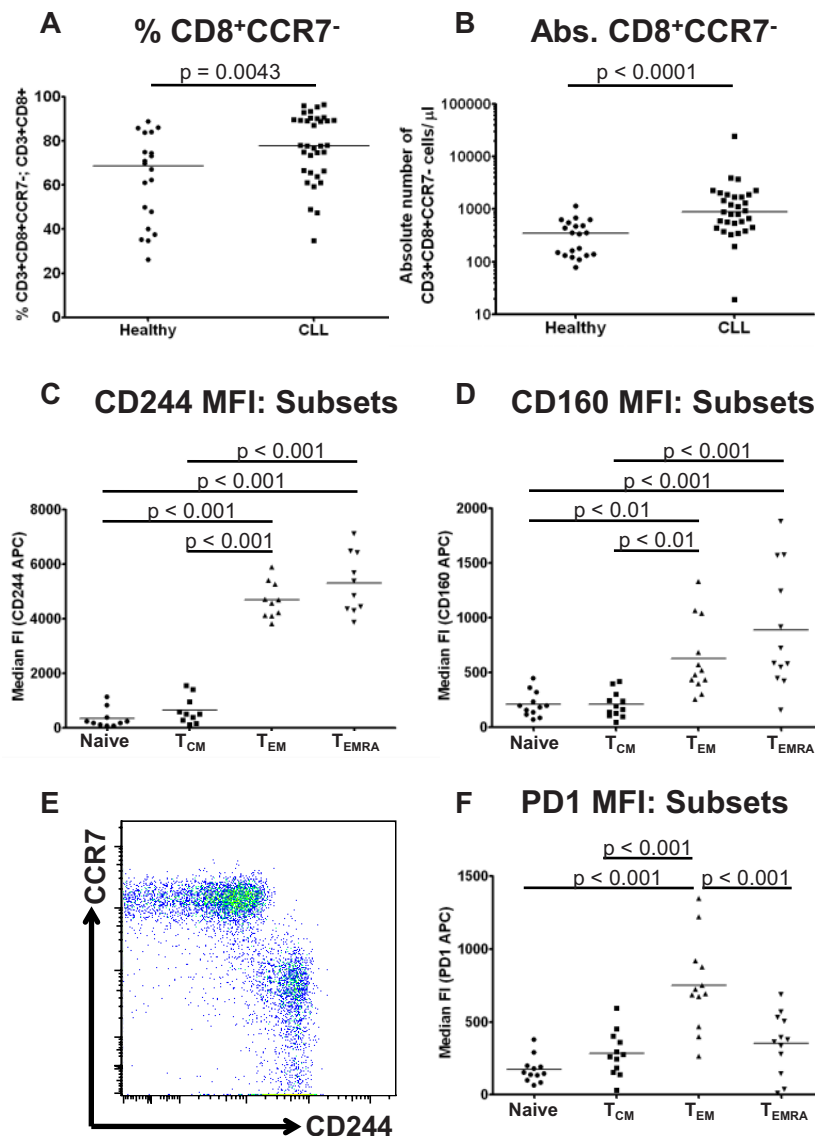 A % CD8+CCR7-
p = 0.0043
% CD3+CD8+CCR7-; CD3+CD8+
100
80
60
40
20
0
Healthy CLL
B Abs. CD8+CCR7-
p < 0.0001
Absolute number of
CD3+CD8+CCR7- cells/ µl
100000
10000
1000
100
10
Healthy CLL
C CD244 MFI: Subsets
p < 0.001
p < 0.001
p < 0.001
p < 0.001
Median FI (CD244 APC)
8000
6000
4000
2000
0
Naive TCM TEM TEMRA
D CD160 MFI: Subsets
p < 0.001
p < 0.001
p < 0.01
p < 0.01
Median FI (CD160 APC)
2000
1500
1000
500
0
Naive TCM TEM TEMRA
E
CCR7
CD244
F PD1 MFI: Subsets
p < 0.001
p < 0.001 p < 0.001
Median FI (PD1 APC)
1500
1000
500
0
Naive TCM TEM TEMRA